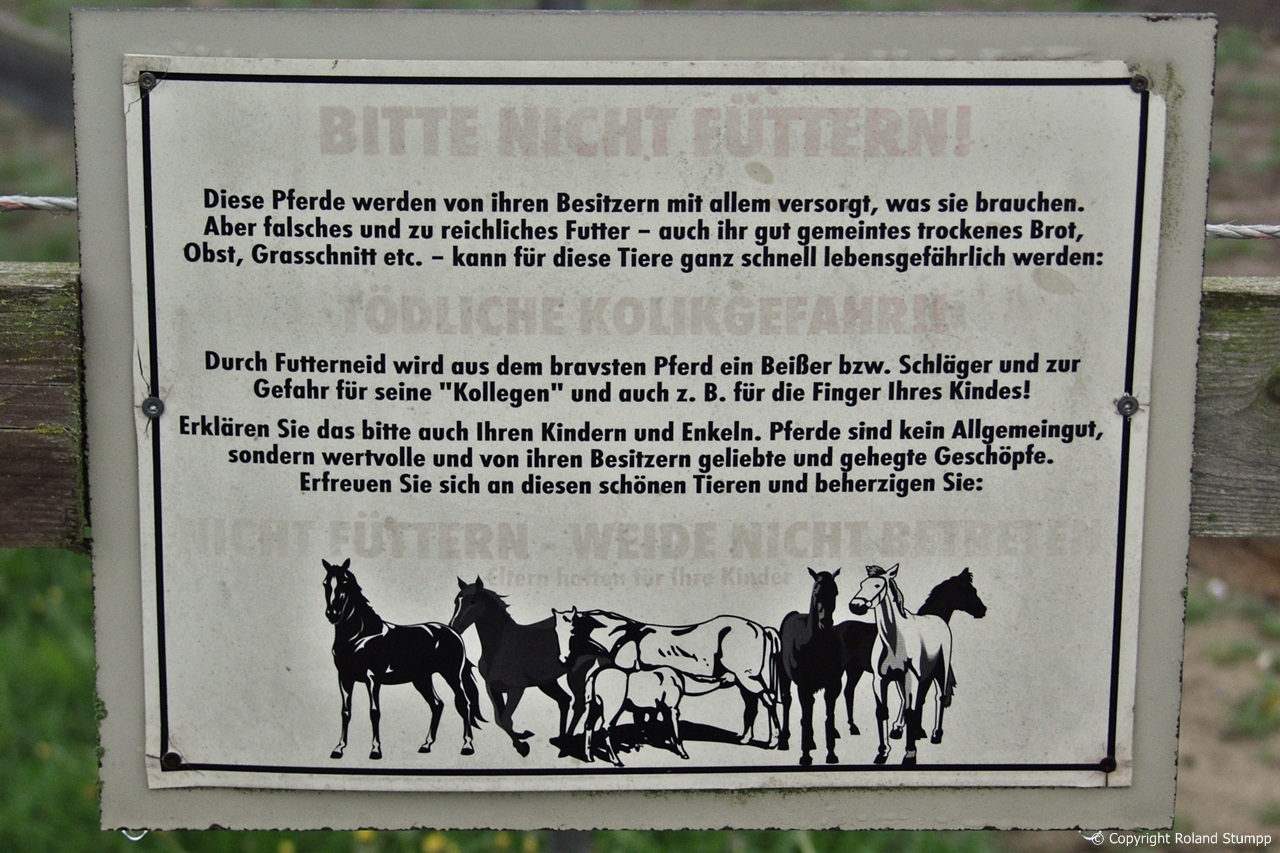 BITTE NICHT FÜTTERN!
Diese Pferde werden von ihren Besitzern mit allem versorgt, was sie brauchen.
Aber falsches und zu reichliches Futter – auch ihr gut gemeintes trockenes Brot,
Obst, Grasschnitt etc. – kann für diese Tiere ganz schnell lebensgefährlich werden:
TÖDLICHE KOLIKGEFAHR!!
Durch Futterneid wird aus dem bravsten Pferd ein Beißer bzw. Schläger und zur
Gefahr für seine "Kollegen" und auch z. B. für die Finger Ihres Kindes!
Erklären Sie das bitte auch Ihren Kindern und Enkeln. Pferde sind kein Allgemeingut,
sondern wertvolle und von ihren Besitzern geliebte und gehegte Geschöpfe.
Erfreuen Sie sich an diesen schönen Tieren und beherzigen Sie:
NICHT FÜTTERN - WEIDE NICHT BETRETEN
Eltern haften für Ihre Kinder
© Copyright Roland Stumpp